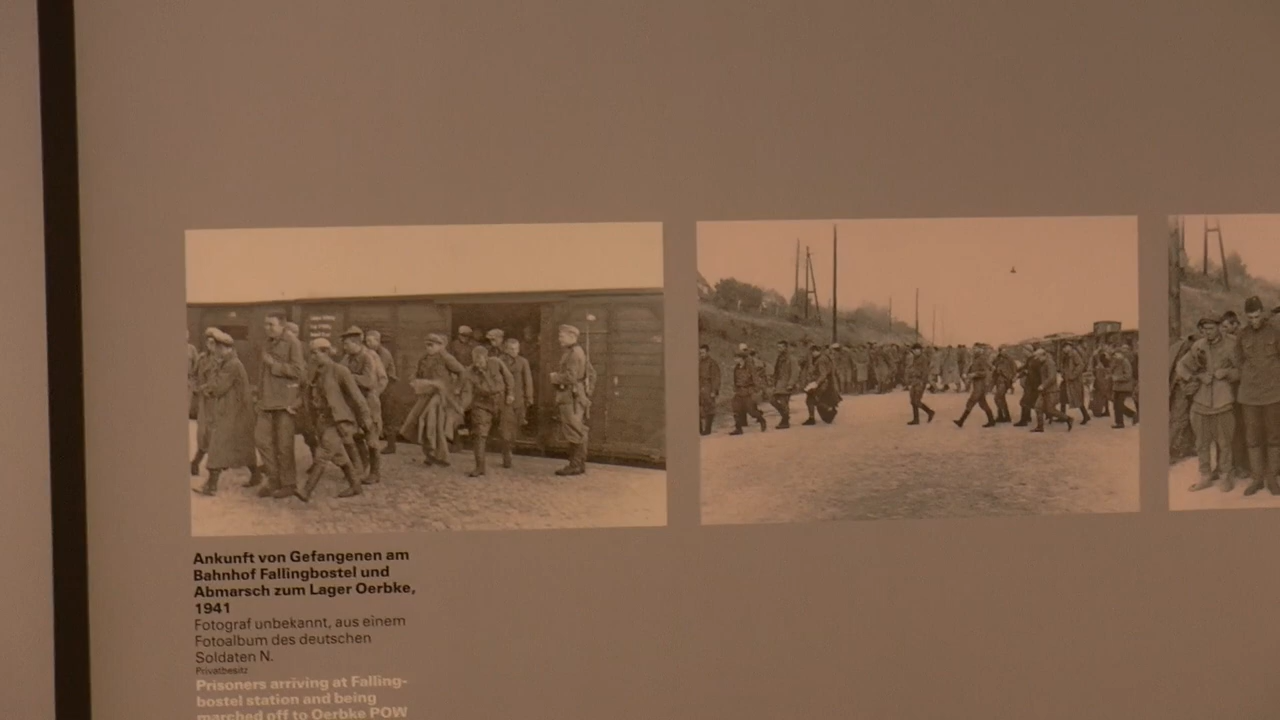 Ankunft von Gefangenen am
Bahnhof Fallingbostel und
Abmarsch zum Lager Oerbke,
1941
Fotograf unbekannt, aus einem
Fotoalbum des deutschen
Soldaten N.
Privatbesitz
Prisoners arriving at Falling-
bostel station and being
marched off to Oerbke POW